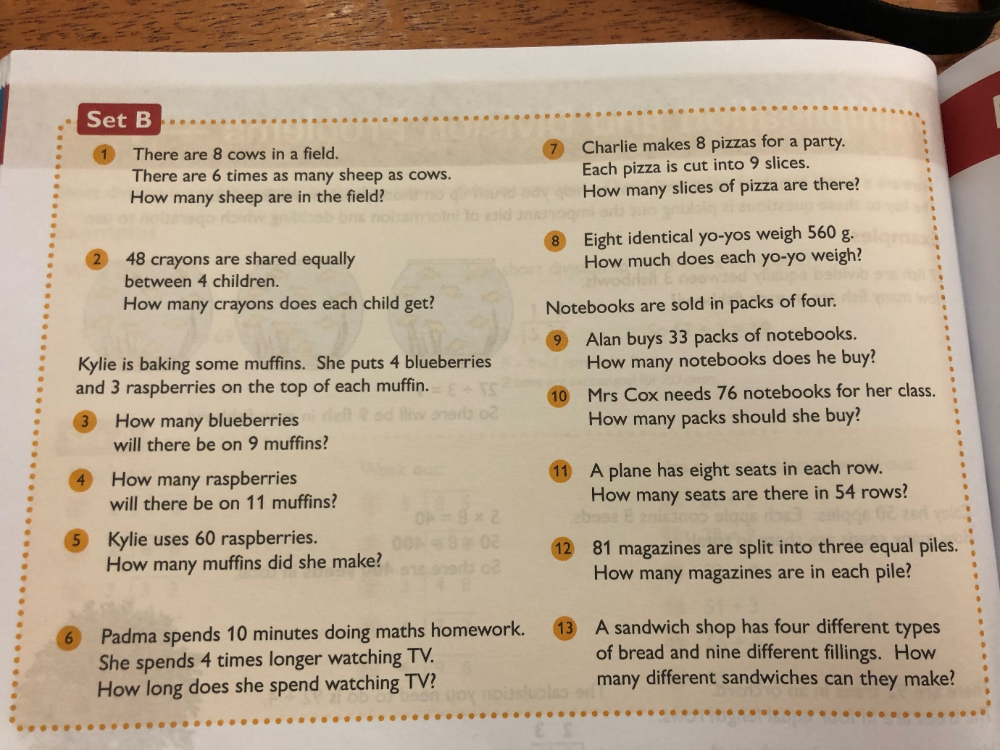 Set B
1 There are 8 cows in a field.
There are 6 times as many sheep as cows.
How many sheep are in the field?
2 48 crayons are shared equally
between 4 children.
How many crayons does each child get?
Kylie is baking some muffins. She puts 4 blueberries
and 3 raspberries on the top of each muffin.
3 How many blueberries
will there be on 9 muffins?
4 How many raspberries
will there be on 11 muffins?
5 Kylie uses 60 raspberries.
How many muffins did she make?
6 Padma spends 10 minutes doing maths homework.
She spends 4 times longer watching TV.
How long does she spend watching TV?
7 Charlie makes 8 pizzas for a party.
Each pizza is cut into 9 slices.
How many slices of pizza are there?
8 Eight identical yo-yos weigh 560 g.
How much does each yo-yo weigh?
Notebooks are sold in packs of four.
9 Alan buys 33 packs of notebooks.
How many notebooks does he buy?
10 Mrs Cox needs 76 notebooks for her class.
How many packs should she buy?
11 A plane has eight seats in each row.
How many seats are there in 54 rows?
12 81 magazines are split into three equal piles.
How many magazines are in each pile?
13 A sandwich shop has four different types
of bread and nine different fillings. How
many different sandwiches can they make?